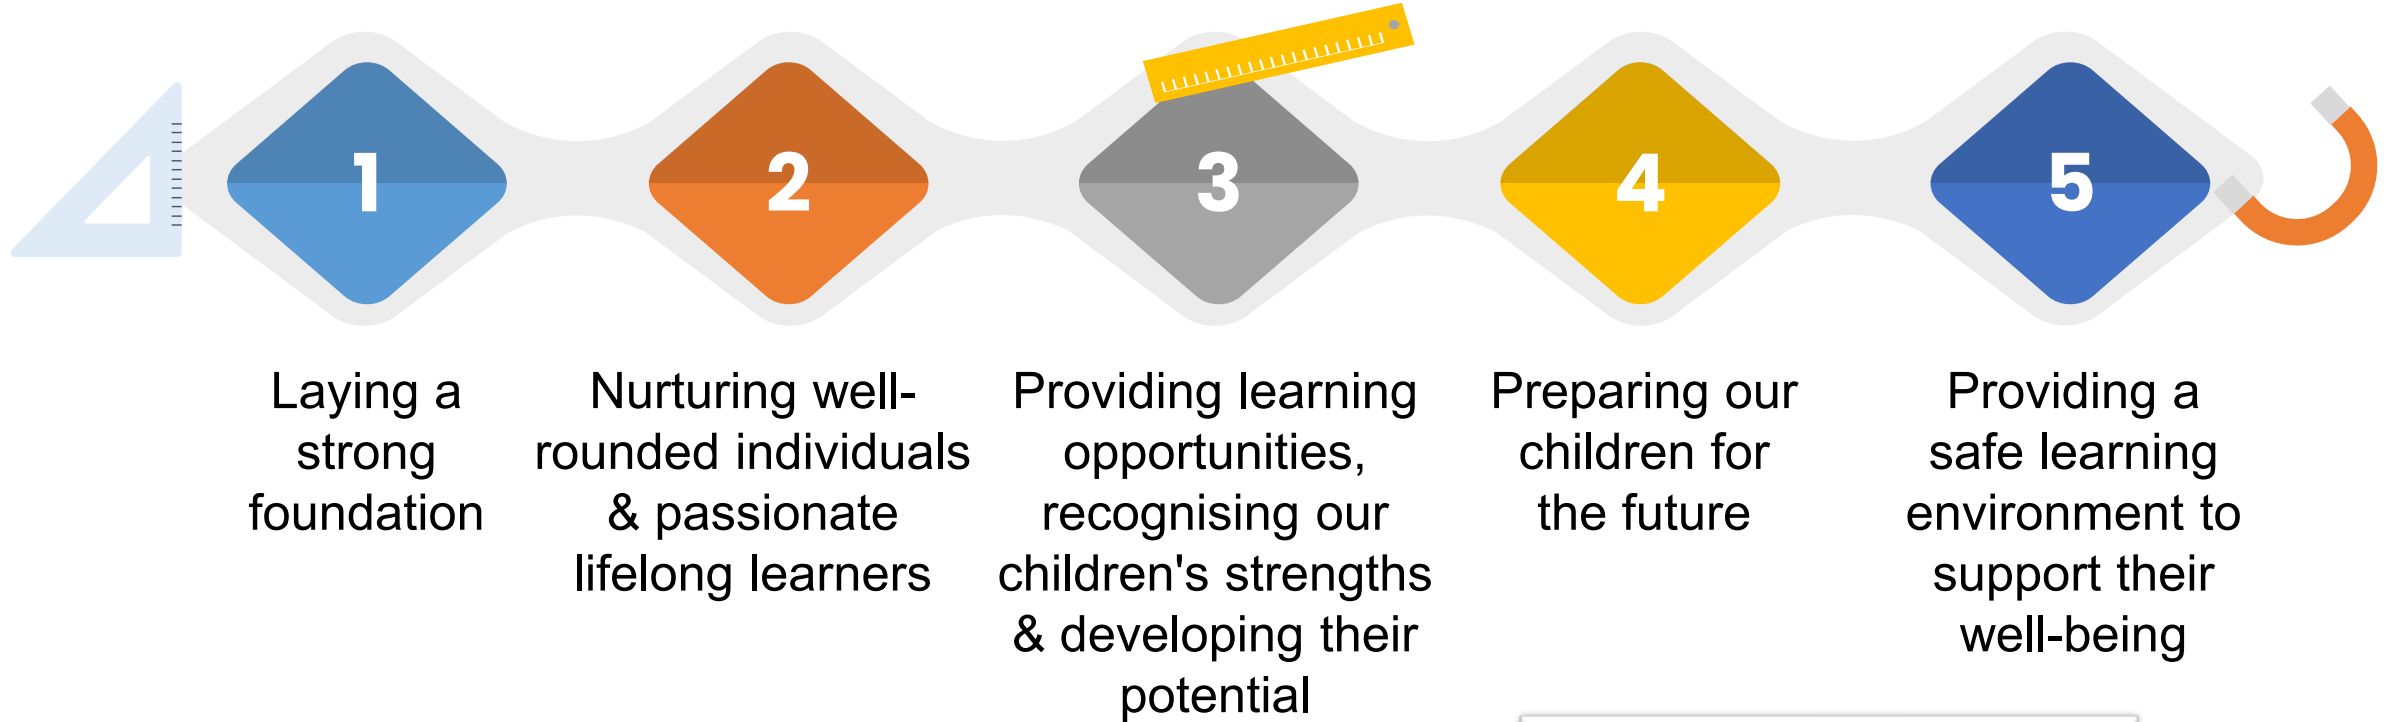 1
Laying a
strong
foundation
2
Nurturing well-
rounded individuals
& passionate
lifelong learners
3
Providing learning
opportunities,
recognising our
children's strengths
& developing their
potential
4
Preparing our
children for
the future
5
Providing a
safe learning
environment to
support their
well-being